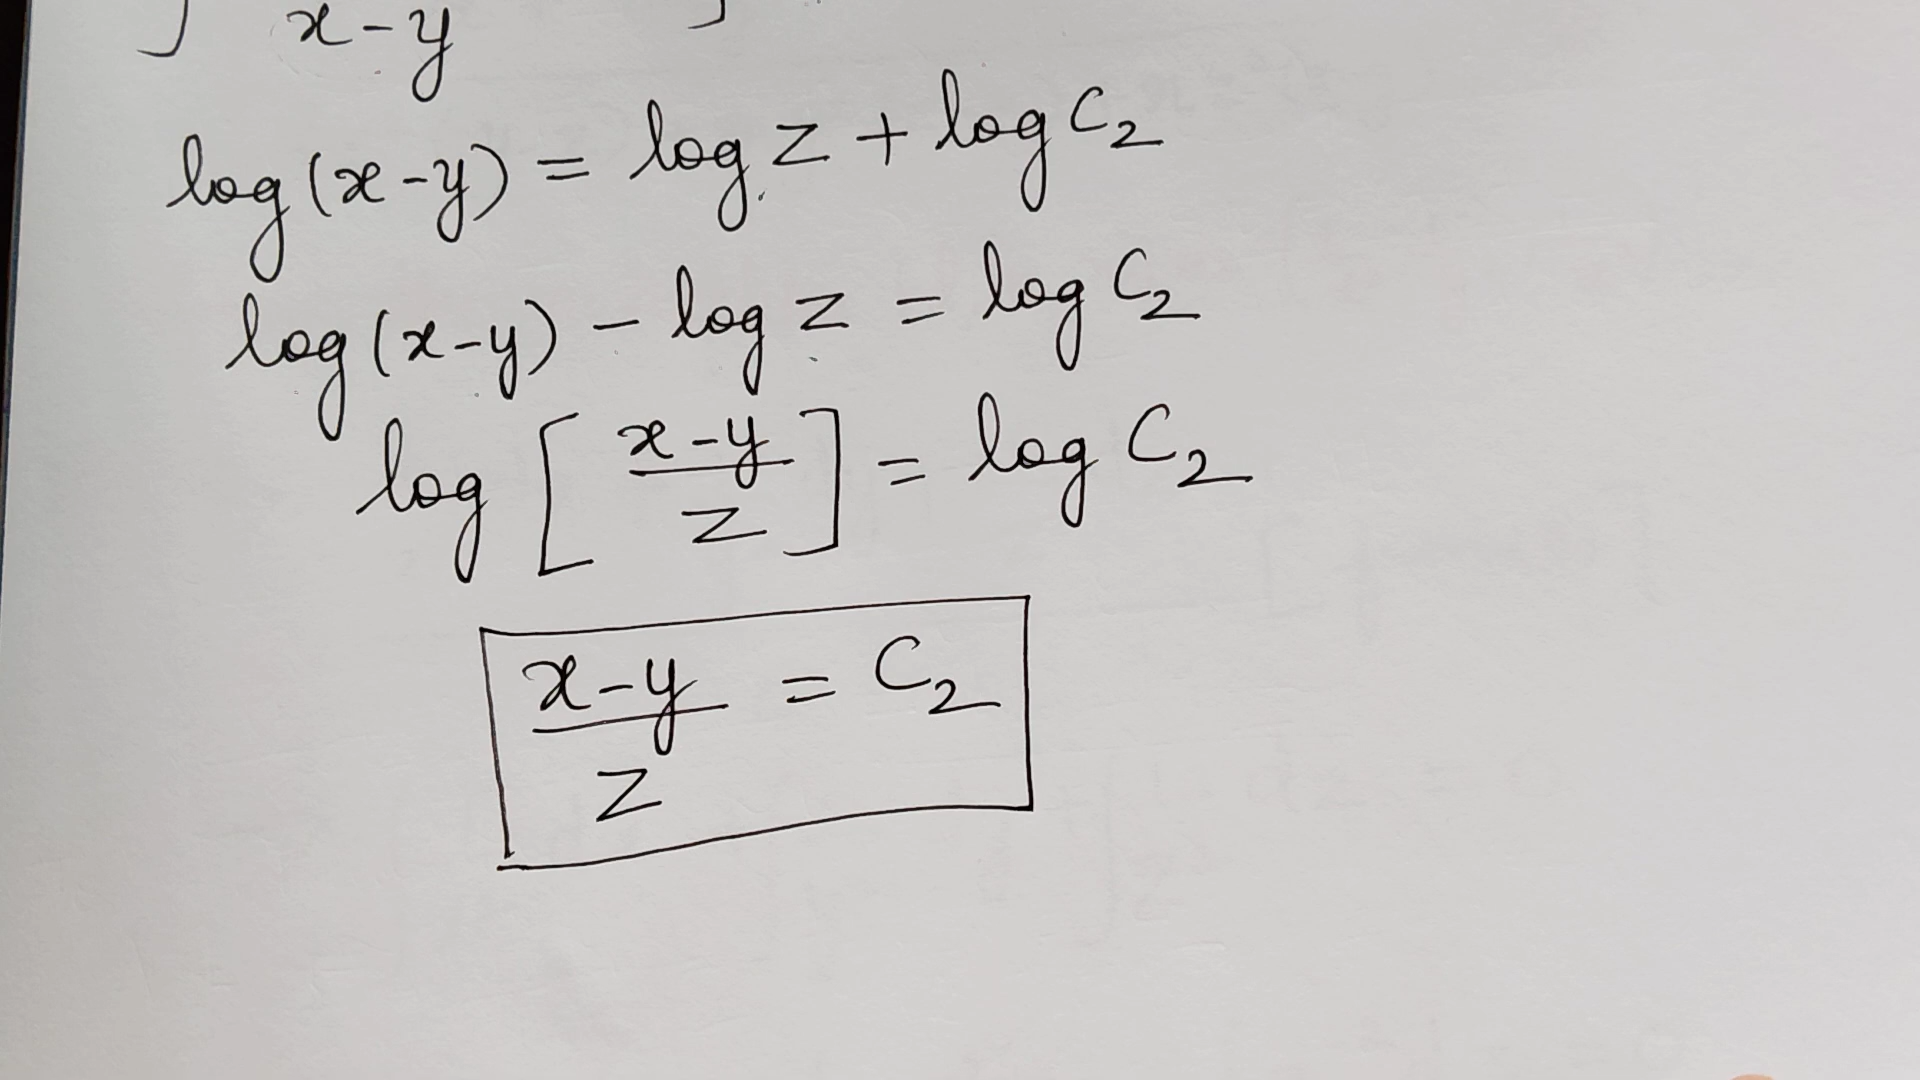 ∫ x-y ∫
log(x-y) = log z + log C₂
log(x-y) - log z = log C₂
log [ (x-y)/z ] = log C₂
(x-y)/z = C₂